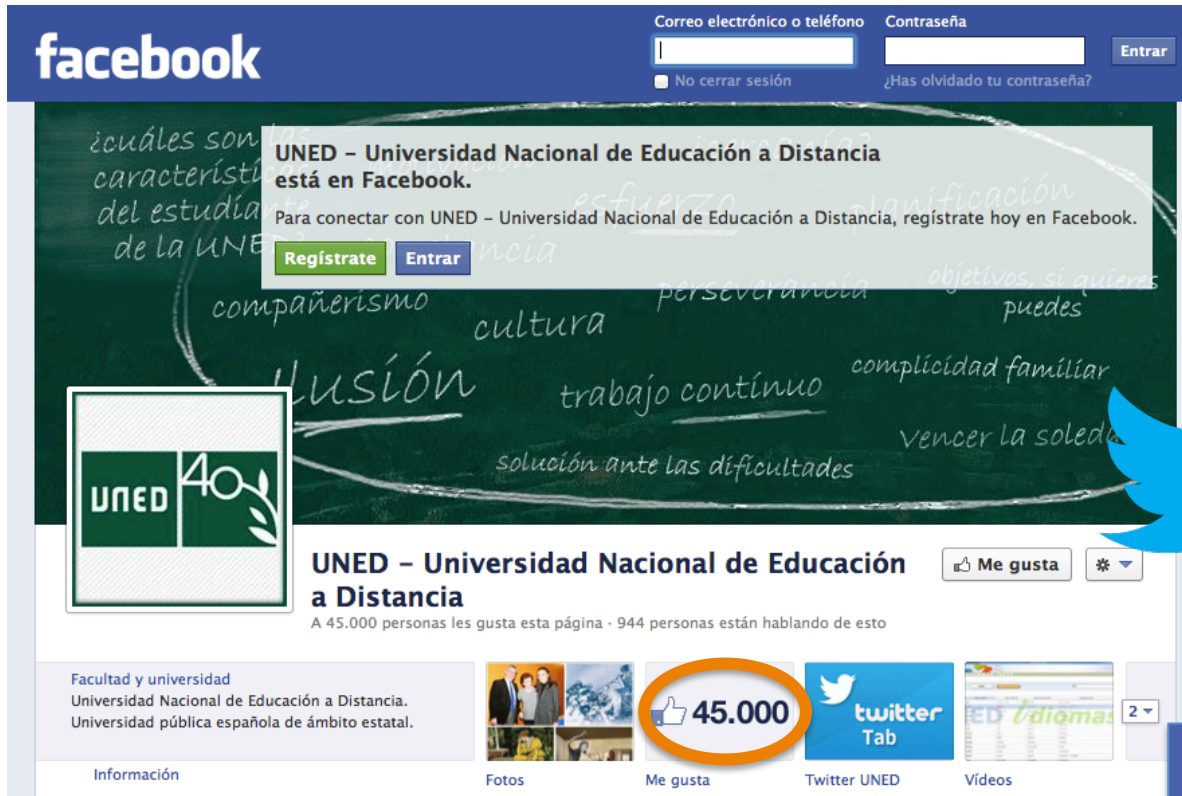 facebook
Correo electrónico o teléfono
Contraseña
Entrar
No cerrar sesión
¿Has olvidado tu contraseña?
¿cuáles son las
característi
del estudiante
de la UNE
UNED – Universidad Nacional de Educación a Distancia
está en Facebook.
Para conectar con UNED – Universidad Nacional de Educación a Distancia, regístrate hoy en Facebook.
Regístrate
Entrar
esfuerzo
planificación
compañerismo
cultura
perseverancia
objetivos, si quieres
puedes
ilusión
trabajo contínuo
complicidad familiar
vencer la soleda
solución ante las dificultades
UNED
40
UNED – Universidad Nacional de Educación
a Distancia
A 45.000 personas les gusta esta página · 944 personas están hablando de esto
Me gusta
Facultad y universidad
Universidad Nacional de Educación a Distancia.
Universidad pública española de ámbito estatal.
Información
45.000
twitter
Tab
ED Idiomas
2
Fotos
Me gusta
Twitter UNED
Vídeos